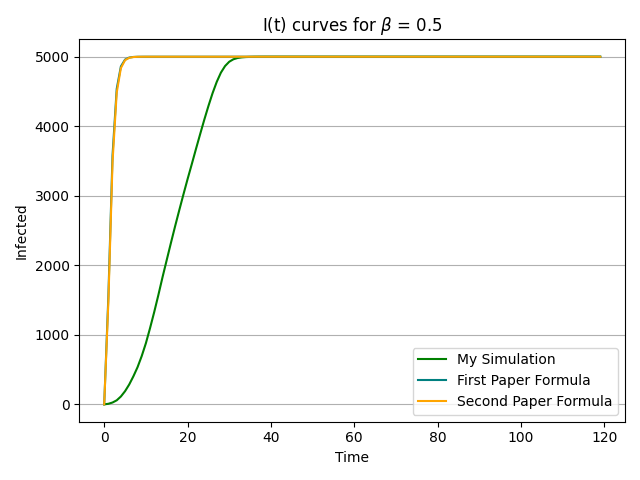 I(t) curves for β = 0.5
Infected
5000
4000
3000
2000
1000
0
0 20 40 60 80 100 120
Time
My Simulation
First Paper Formula
Second Paper Formula